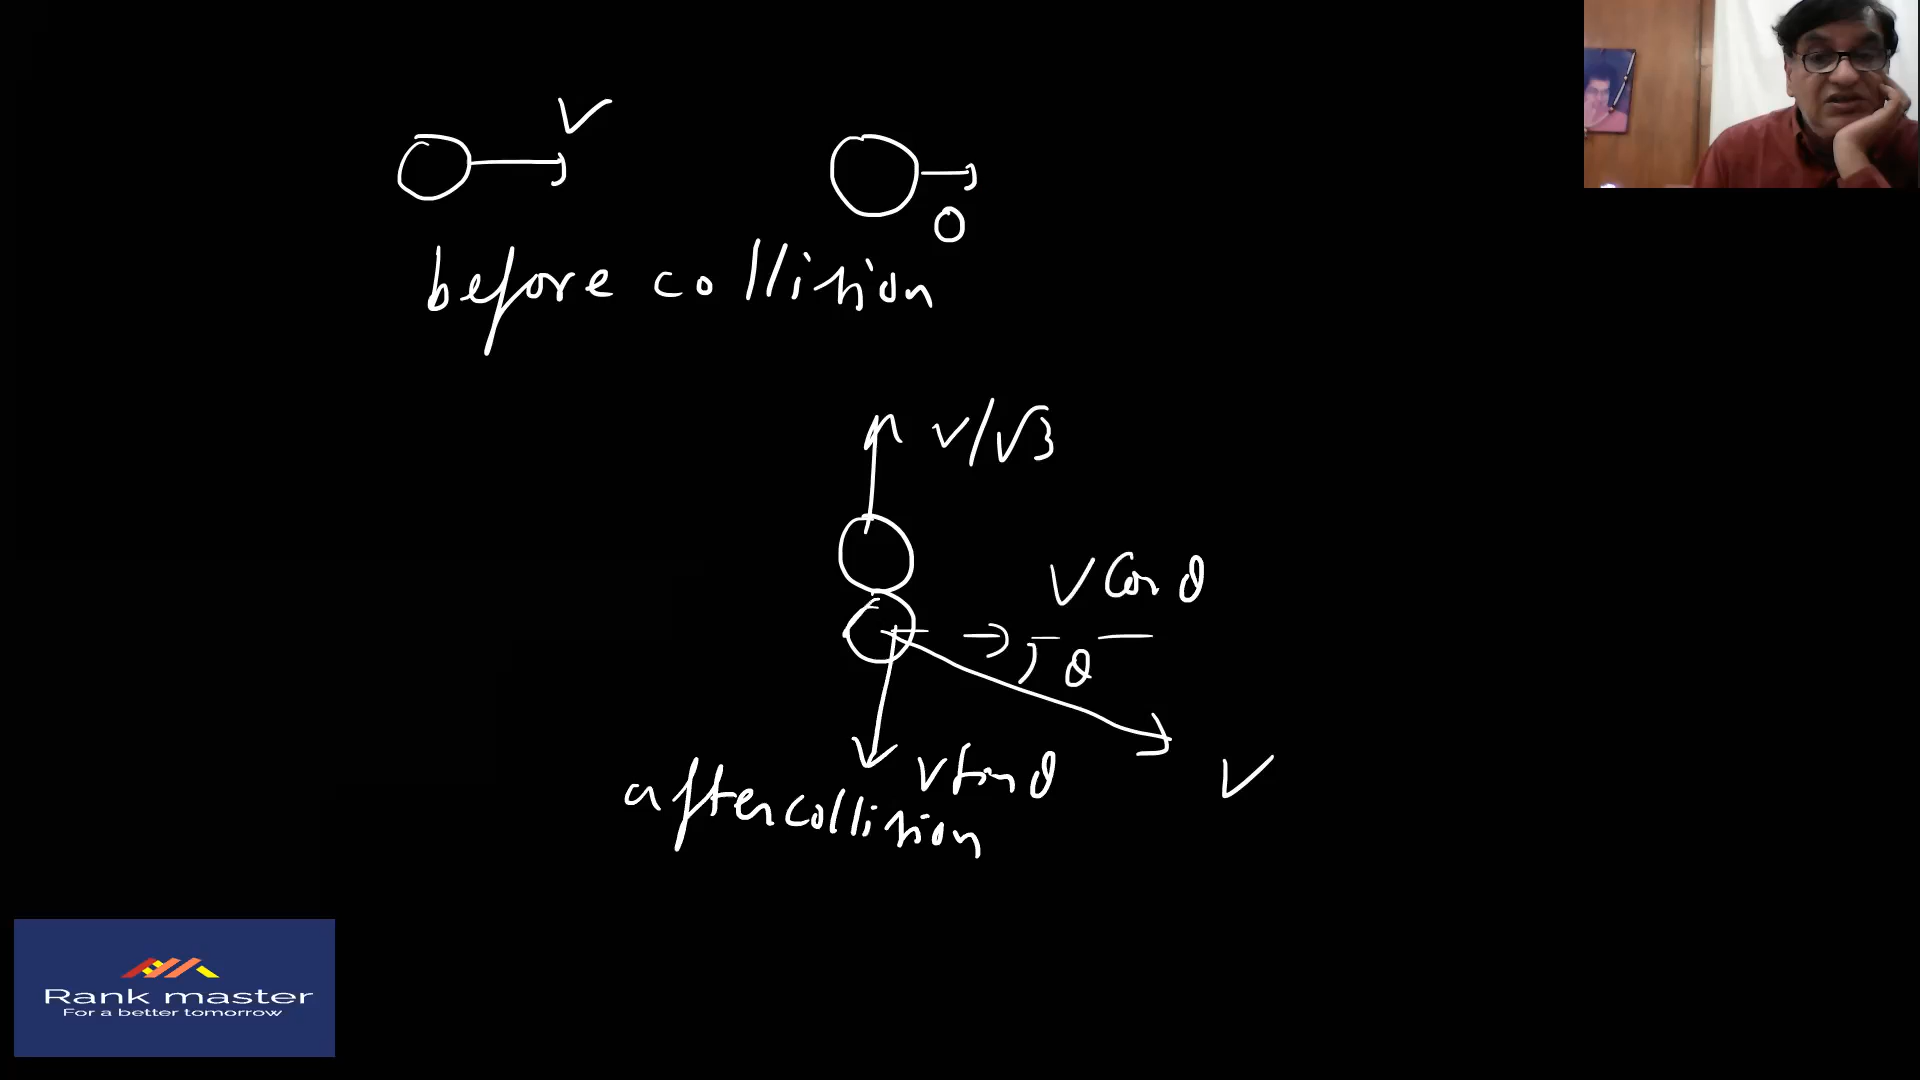 V
0
before collision
v/√3
V Cos θ
θ
v sin θ
V
after collision
Rank master
For a better tomorrow